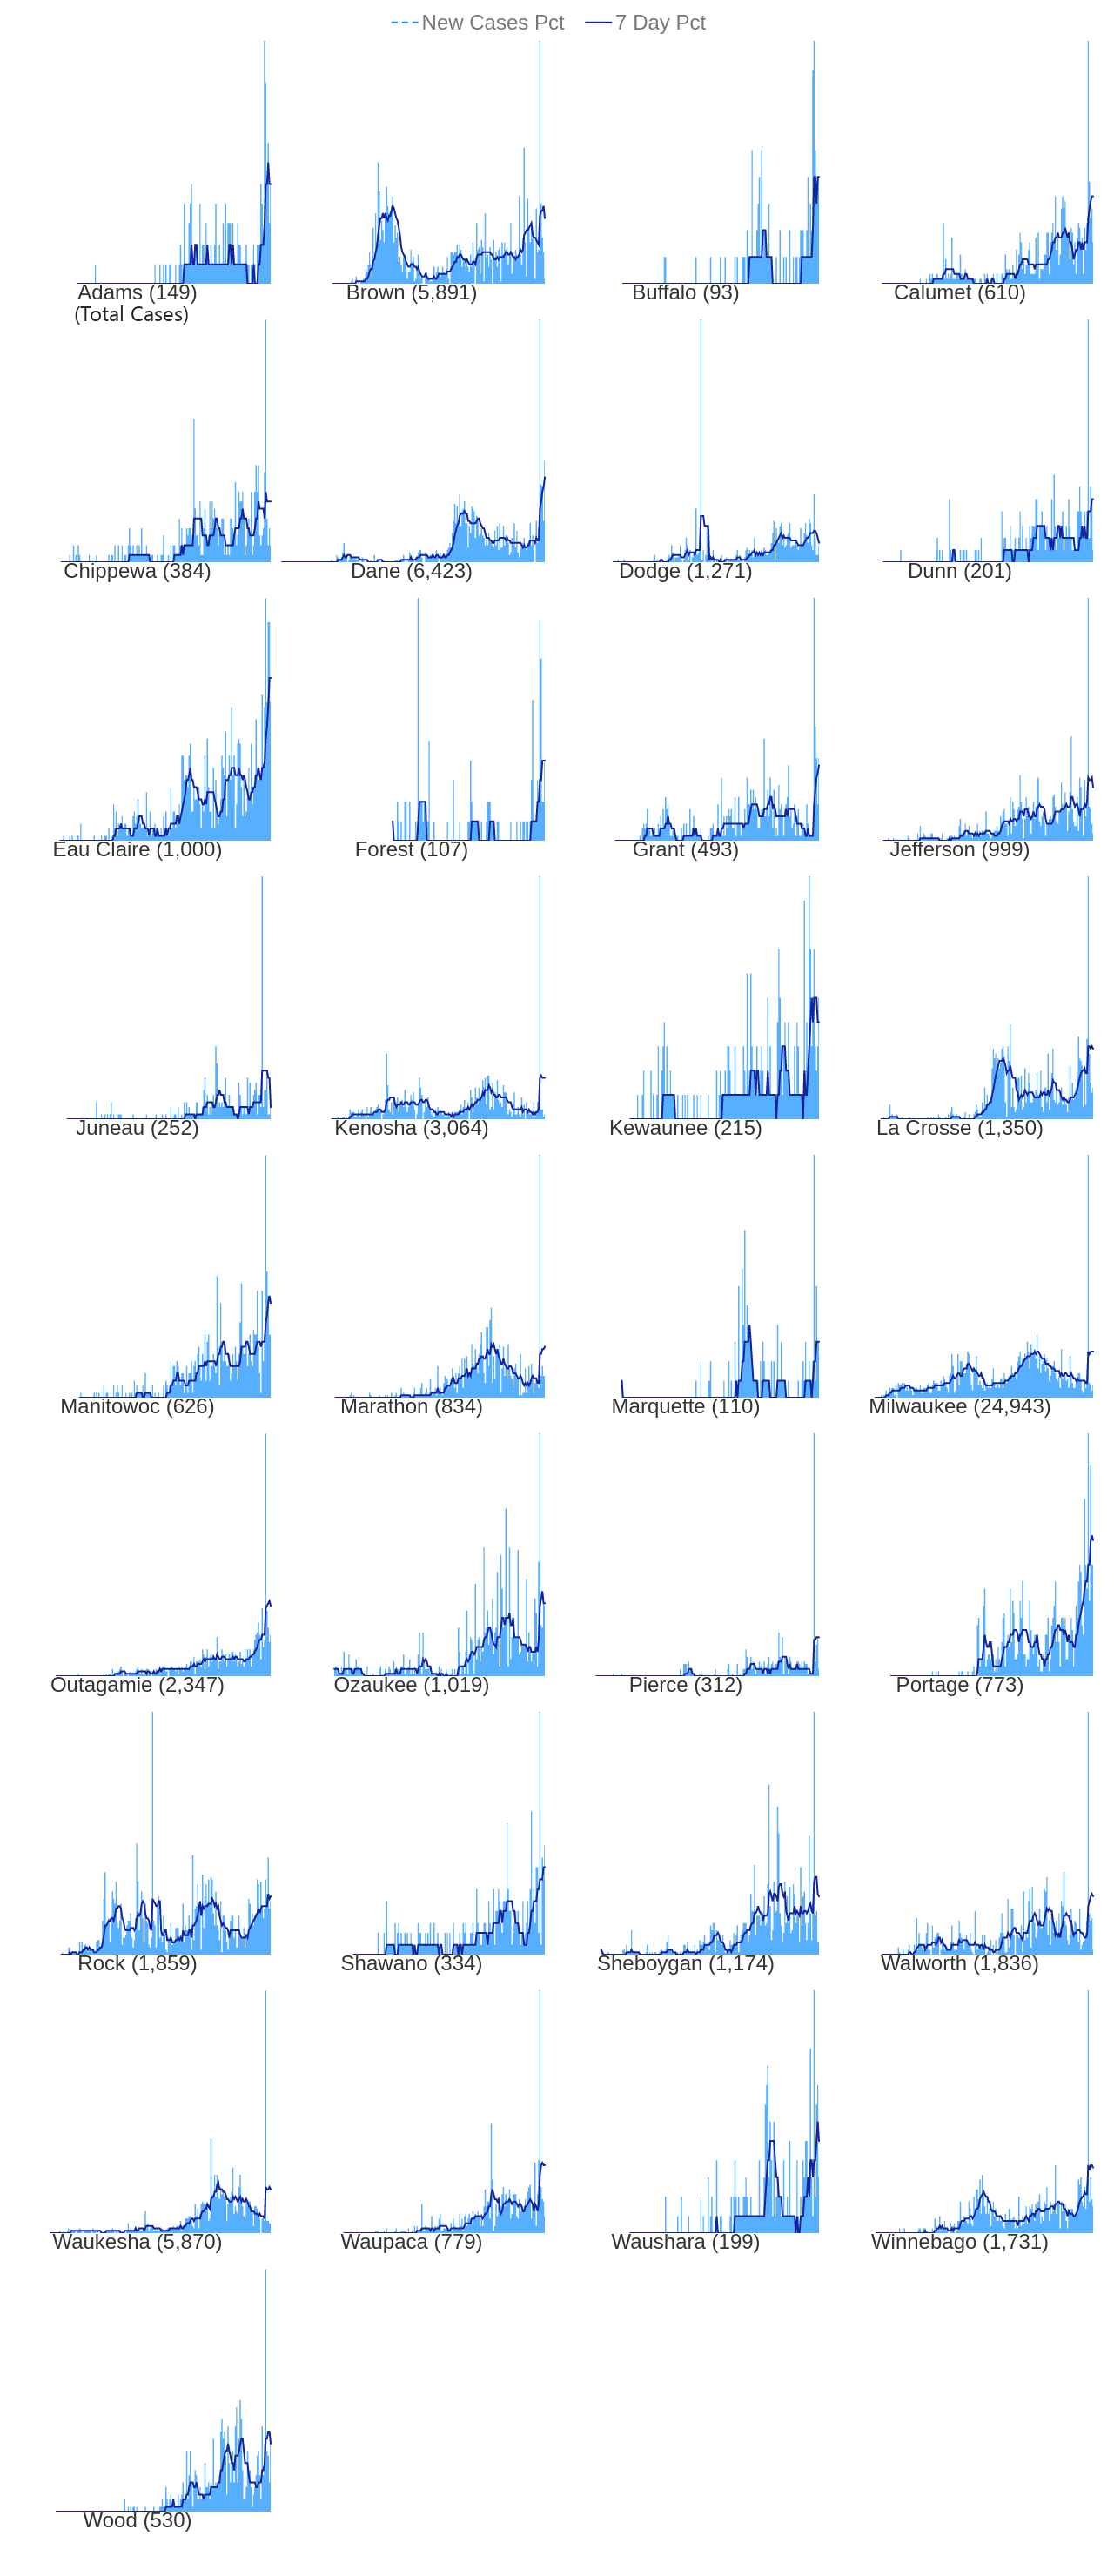 New Cases Pct 7 Day Pct
Adams (149) Brown (5,891) Buffalo (93) Calumet (610)
(Total Cases)
Chippewa (384) Dane (6,423) Dodge (1,271) Dunn (201)
Eau Claire (1,000) Forest (107) Grant (493) Jefferson (999)
Juneau (252) Kenosha (3,064) Kewaunee (215) La Crosse (1,350)
Manitowoc (626) Marathon (834) Marquette (110) Milwaukee (24,943)
Outagamie (2,347) Ozaukee (1,019) Pierce (312) Portage (773)
Rock (1,859) Shawano (334) Sheboygan (1,174) Walworth (1,836)
Waukesha (5,870) Waupaca (779) Waushara (199) Winnebago (1,731)
Wood (530)